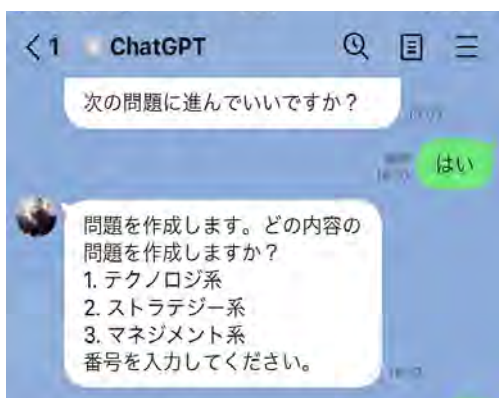 1 ChatGPT
次の問題に進んでいいですか？
はい
問題を作成します。どの内容の
問題を作成しますか？
1. テクノロジ系
2. ストラテジー系
3. マネジメント系
番号を入力してください。